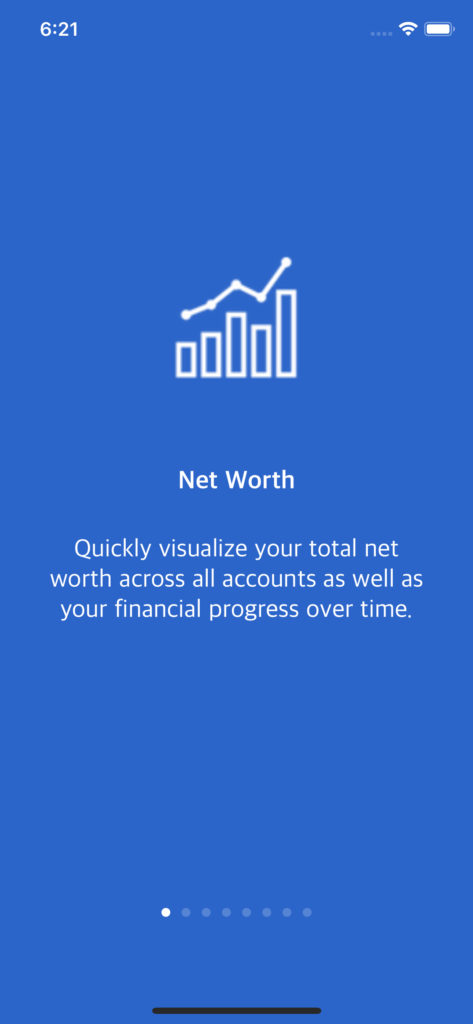 6:21
Net Worth
Quickly visualize your total net
worth across all accounts as well as
your financial progress over time.